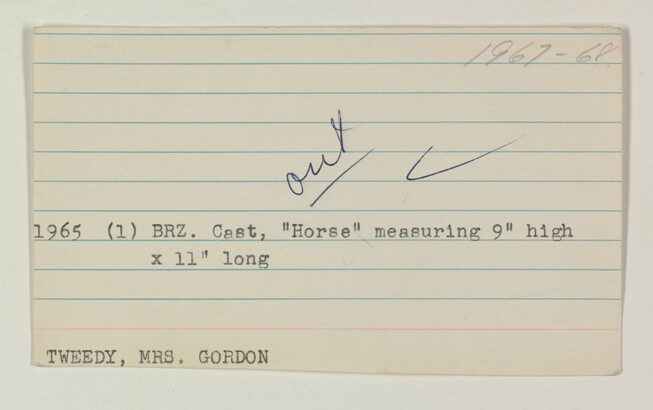 1967-68
out
1965 (1) BRZ. Cast, "Horse" measuring 9" high
x 11" long
TWEEDY, MRS. GORDON